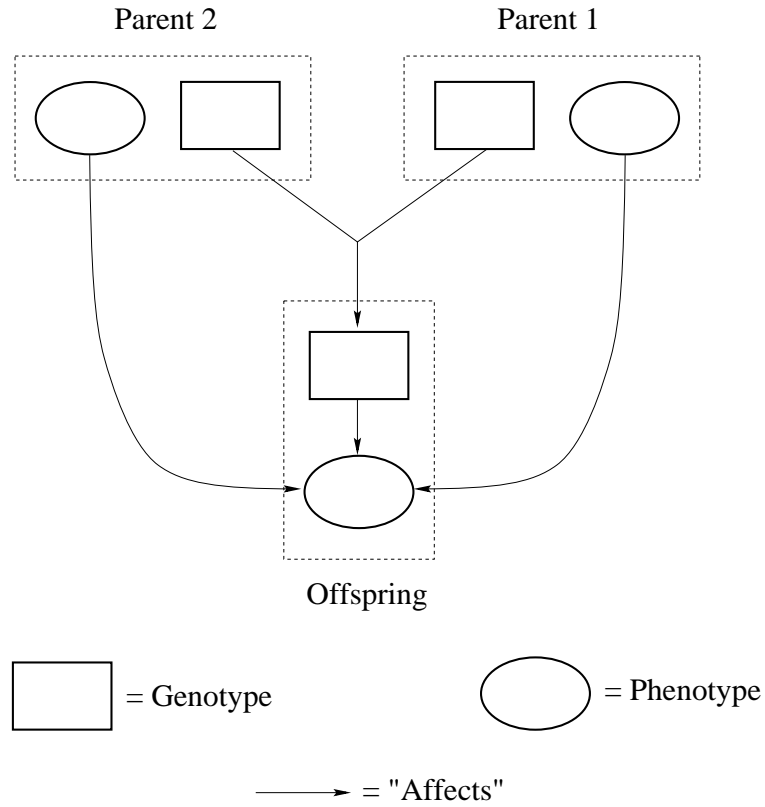 Parent 2
Parent 1
Offspring
= Genotype
= Phenotype
= "Affects"